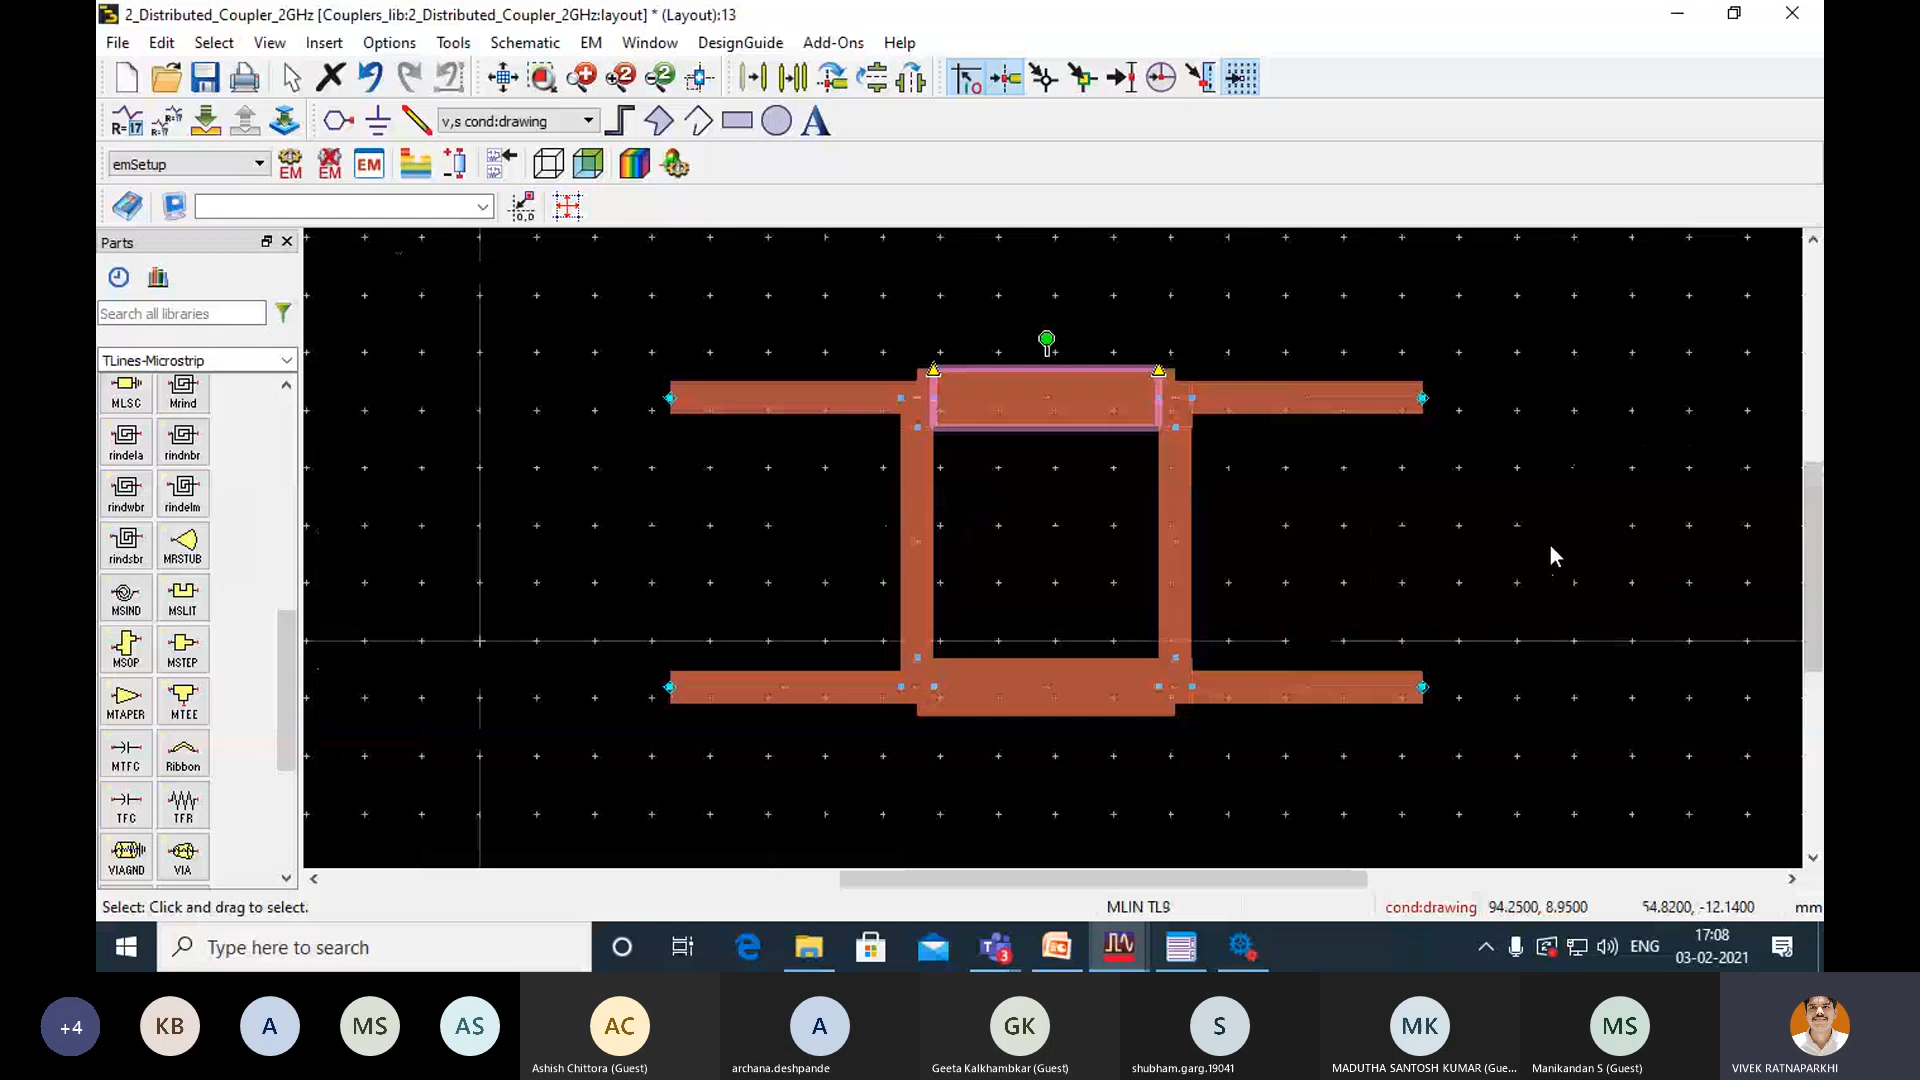 2_Distributed_Coupler_2GHz [Couplers_lib:2_Distributed_Coupler_2GHz:layout] * (Layout):13
File Edit Select View Insert Options Tools Schematic EM Window DesignGuide Add-Ons Help
v,s cond:drawing
emSetup
EM
EM
EM
0,0
Parts
Search all libraries
TLines-Microstrip
MLSC Mrind
rindela rindnbr
rindwbr rindelm
rindsbr MRSTUB
MSIND MSLIT
MSOP MSTEP
MTAPER MTEE
MTFC Ribbon
TFC TFR
VIAGND VIA
Select: Click and drag to select.
MLIN TL9
cond:drawing 94.2500, 8.9500
54.8200, -12.1400
mm
Type here to search
3
ENG
17:08
03-02-2021
+4 KB A MS AS AC A GK S MK MS
Ashish Chittora (Guest) archana.deshpande Geeta Kalkhambkar (Guest) shubham.garg.19041 MADUTHA SANTOSH KUMAR (Gue... Manikandan S (Guest) VIVEK RATNAPARKHI